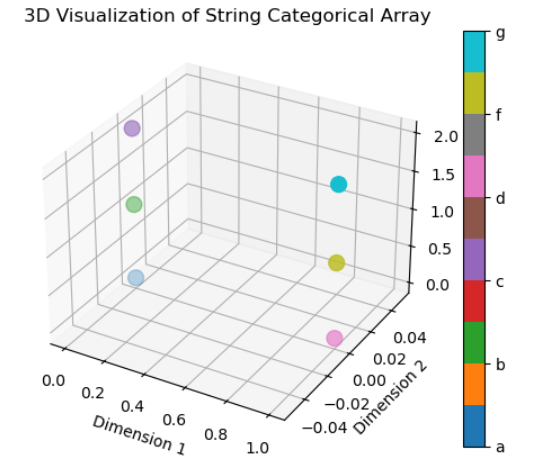 3D Visualization of String Categorical Array
g
f
d
c
b
a
2.0
1.5
1.0
0.5
0.0
0.04
0.02
0.00
−0.02
−0.04
Dimension 2
0.0
0.2
0.4
0.6
0.8
1.0
Dimension 1